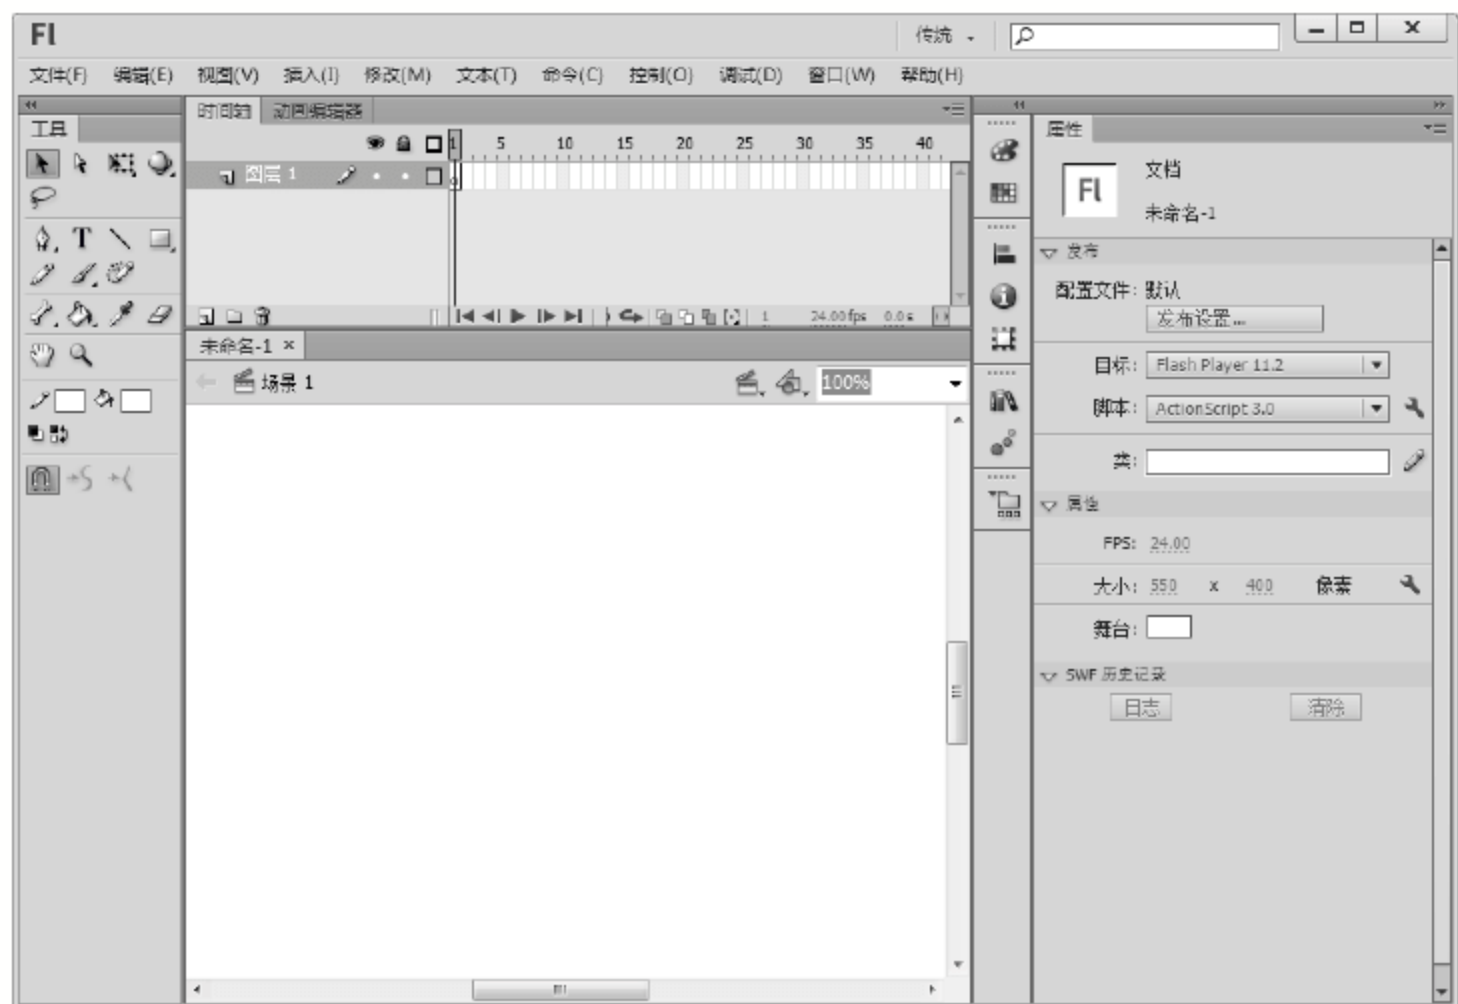 Fl
传统
文件(F) 编辑(E) 视图(V) 插入(I) 修改(M) 文本(T) 命令(C) 控制(O) 调试(D) 窗口(W) 帮助(H)
工具
时间轴 动画编辑器
1 5 10 15 20 25 30 35 40
图层 1
1 24.00 fps 0.0 s
未命名-1 ×
场景 1
100%
属性
Fl
文档
未命名-1
发布
配置文件: 默认
发布设置...
目标: Flash Player 11.2
脚本: ActionScript 3.0
类:
属性
FPS: 24.00
大小: 550 x 400 像素
舞台:
SWF 历史记录
日志 清除